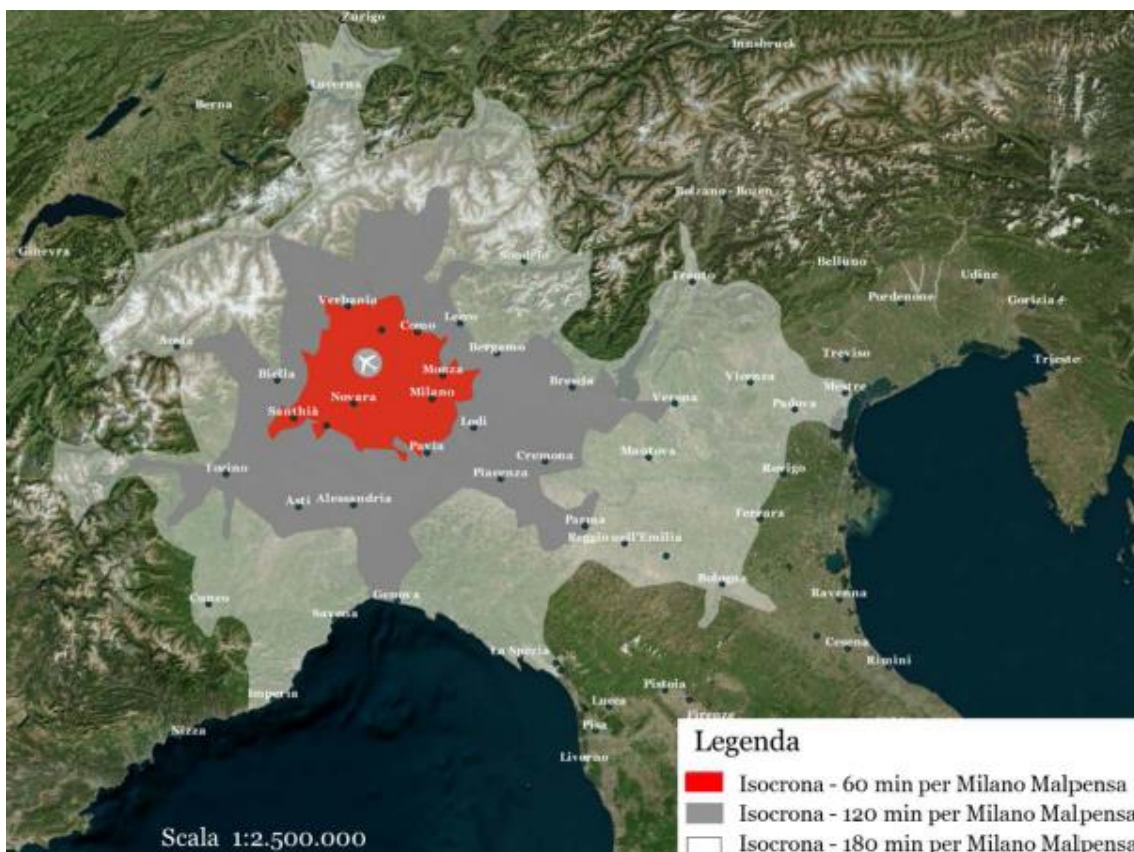 Zurigo
Innsbruck
Lucerna
Berna
Bolzano - Bozen
Ginevra
Sondrio
Belluno
Trento
Udine
Pordenone
Gorizia è
Verbania
Como
Lecco
Aosta
Bergamo
Treviso
Trieste
Biella
Monza
Brescia
Vicenza
Mestre
Novara
Milano
Verona
Padova
Santhià
Lodi
Pavia
Cremona
Mantova
Torino
Piacenza
Rovigo
Asti
Alessandria
Parma
Ferrara
Reggio nell'Emilia
Bologna
Cuneo
Genova
Ravenna
Savona
Cesena
La Spezia
Rimini
Imperia
Pistoia
Lucca
Firenze
Nizza
Pisa
Livorno
Legenda
Isocrona - 60 min per Milano Malpensa
Isocrona - 120 min per Milano Malpensa
Isocrona - 180 min per Milano Malpensa
Scala 1:2.500.000